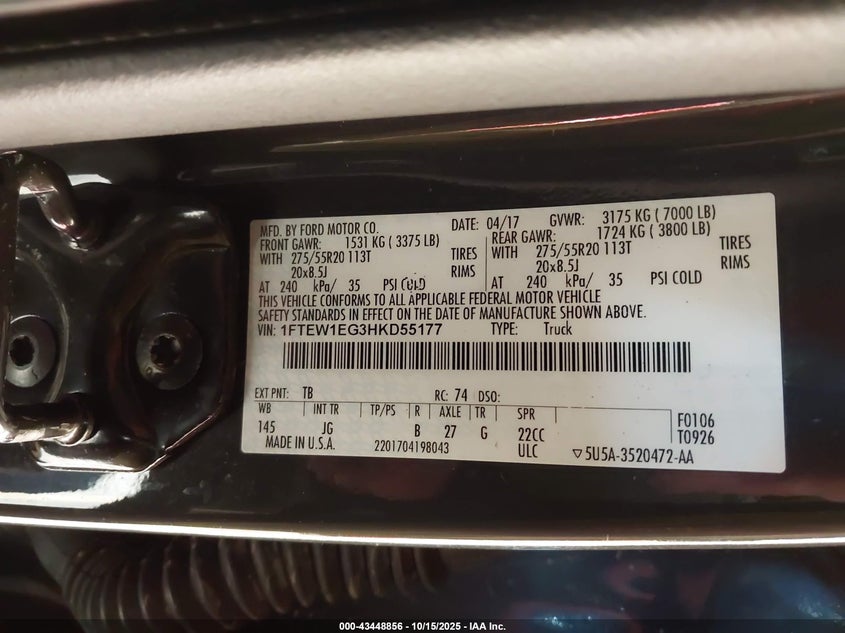 MFD. BY FORD MOTOR CO. DATE: 04/17 GVWR: 3175 KG ( 7000 LB)
FRONT GAWR: 1531 KG ( 3375 LB) REAR GAWR: 1724 KG ( 3800 LB)
WITH 275/55R20 113T TIRES WITH 275/55R20 113T TIRES
20x8.5J RIMS 20x8.5J RIMS
AT 240 kPa/ 35 PSI COLD AT 240 kPa/ 35 PSI COLD
THIS VEHICLE CONFORMS TO ALL APPLICABLE FEDERAL MOTOR VEHICLE
SAFETY STANDARDS IN EFFECT ON THE DATE OF MANUFACTURE SHOWN ABOVE.
VIN: 1FTEW1EG3HKD55177 TYPE: Truck
EXT PNT: TB RC: 74 DSO:
WB INT TR TP/PS R AXLE TR SPR F0106
145 JG B 27 G 22CC T0926
MADE IN U.S.A. 2201704198043 ULC ▽5U5A-3520472-AA
000-43448856 - 10/15/2025 - IAA Inc.